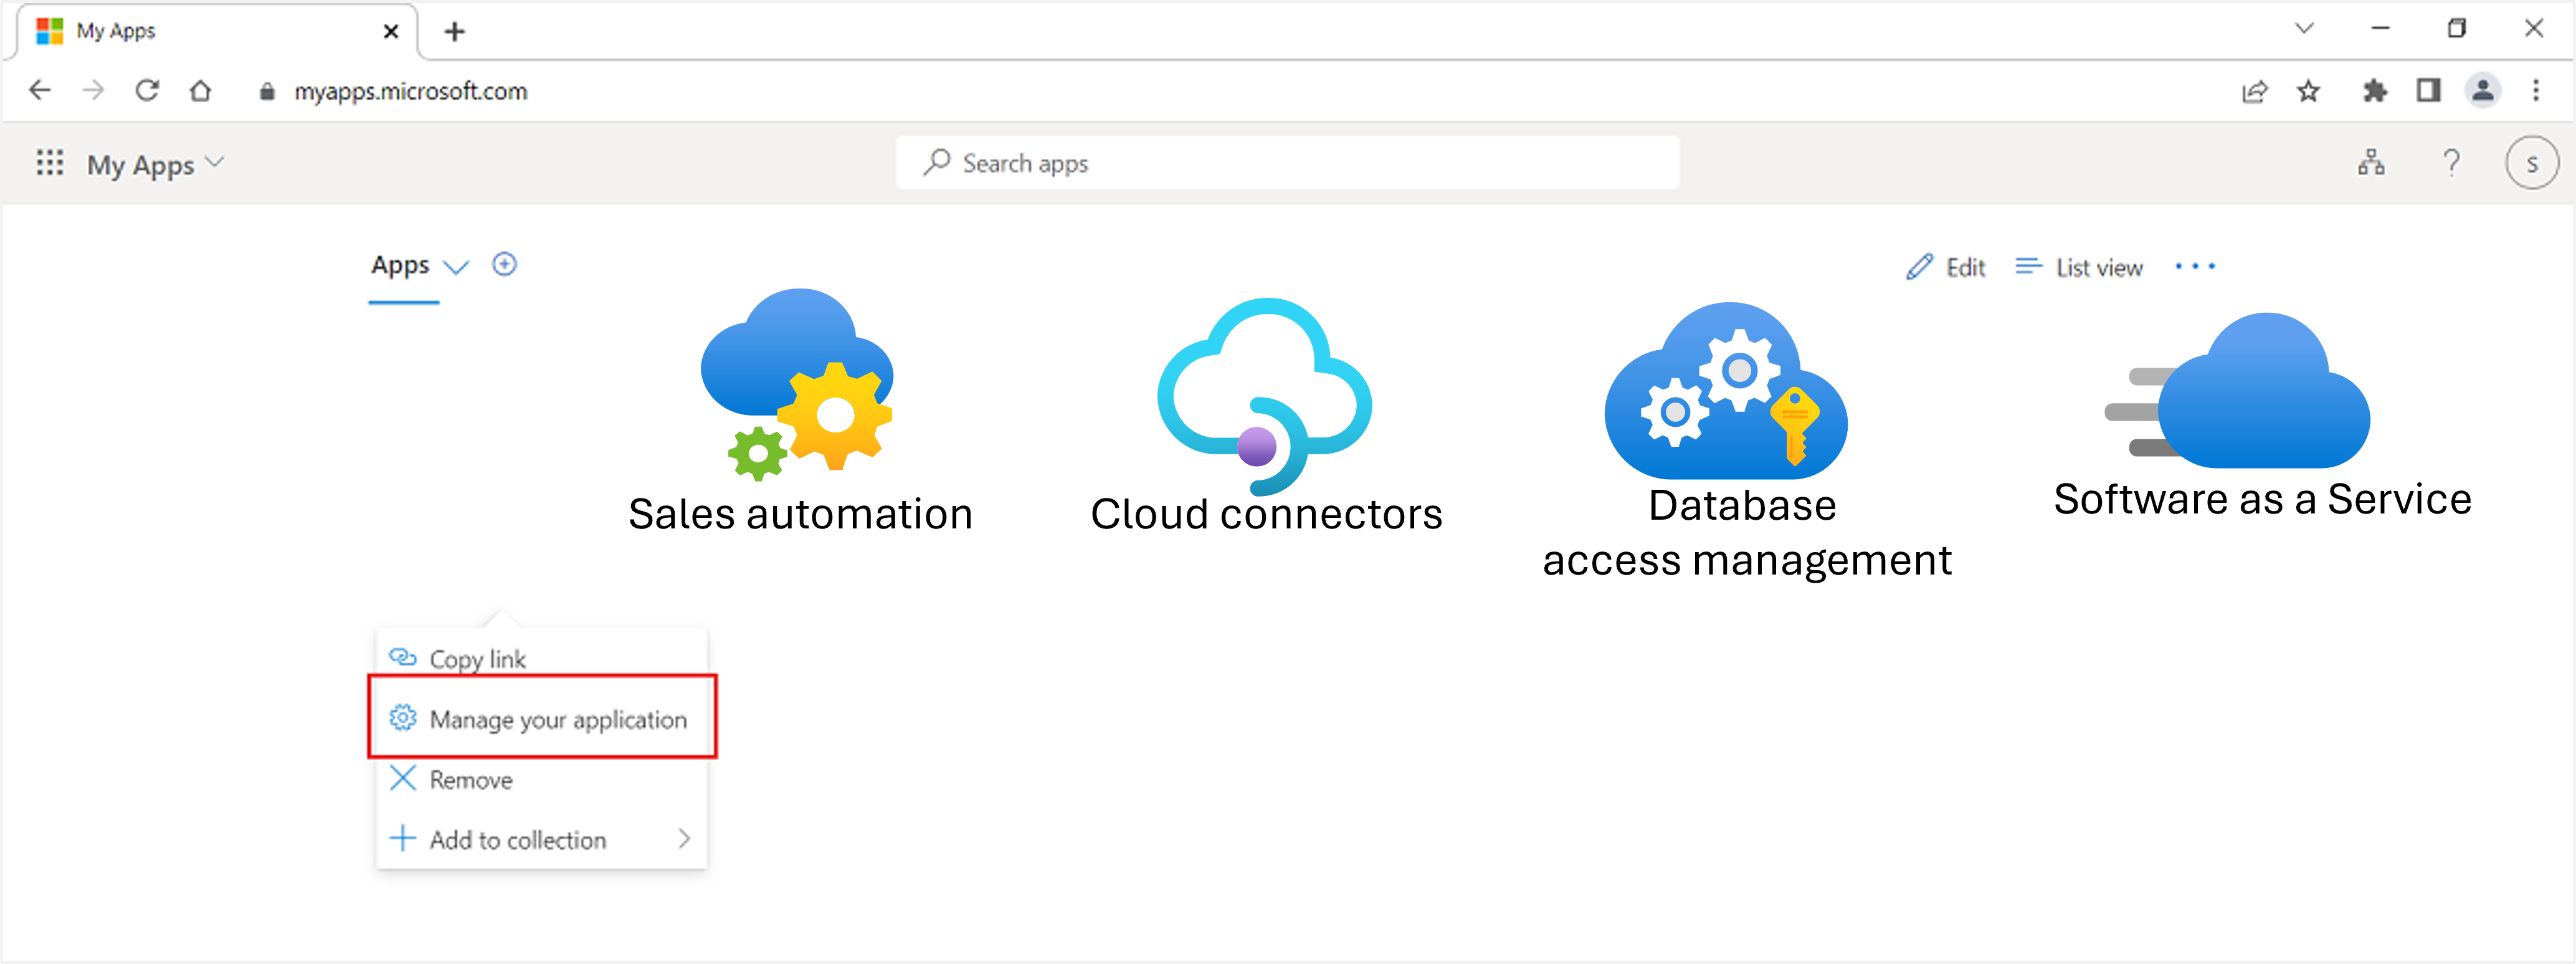 My Apps
myapps.microsoft.com
My Apps
Search apps
?
S
Apps
Edit
List view
Sales automation
Cloud connectors
Database
access management
Software as a Service
Copy link
Manage your application
Remove
Add to collection